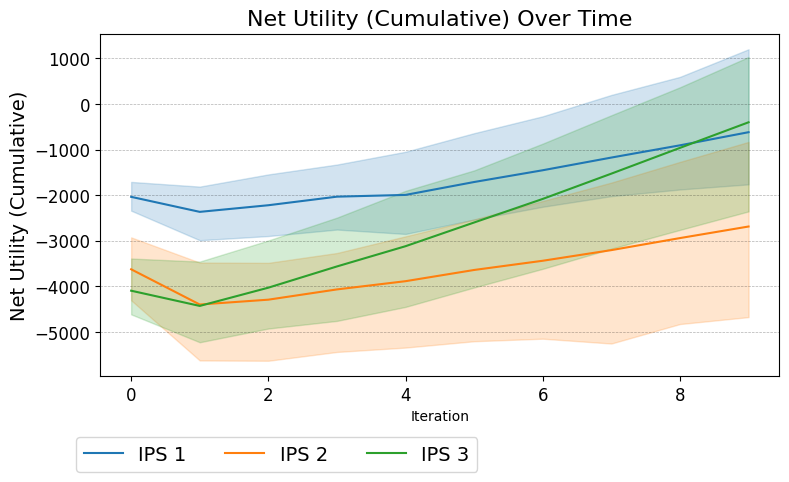 Net Utility (Cumulative) Over Time
Net Utility (Cumulative)
1000
0
−1000
−2000
−3000
−4000
−5000
0 2 4 6 8
Iteration
IPS 1 IPS 2 IPS 3